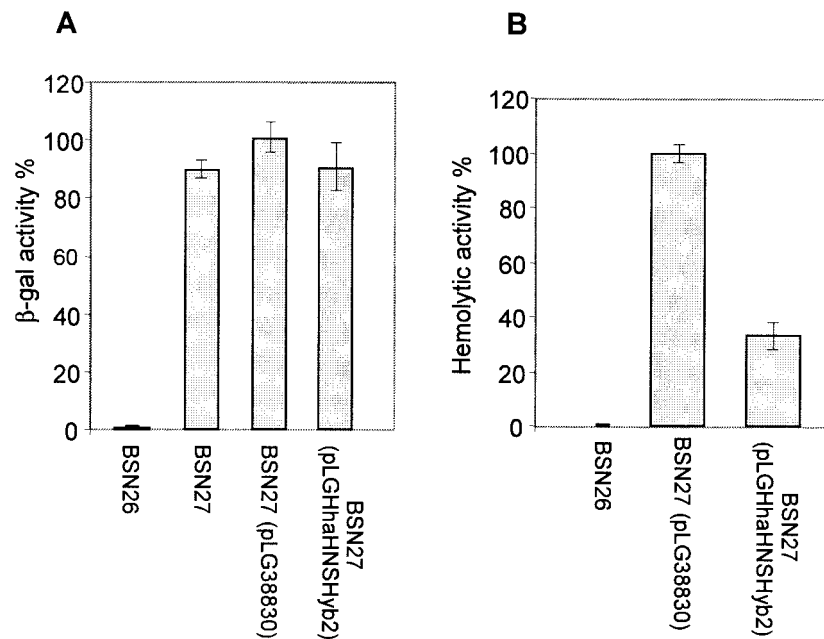 A
β-gal activity %
120
100
80
60
40
20
0
BSN26
BSN27
BSN27 (pLG38830)
BSN27
(pLGHhaHNSHyb2)
B
Hemolytic activity %
120
100
80
60
40
20
0
BSN26
BSN27 (pLG38830)
BSN27
(pLGHhaHNSHyb2)